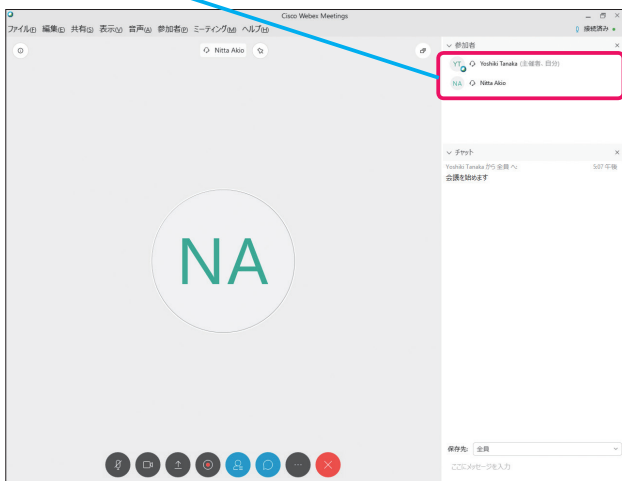 Cisco Webex Meetings
ファイル(F) 編集(E) 共有(S) 表示(V) 音声(A) 参加者(P) ミーティング(M) ヘルプ(H)
接続済み
Nitta Akio
参加者
YT Yoshiki Tanaka (主催者、自分)
NA Nitta Akio
チャット
Yoshiki Tanaka から 全員 へ: 5:07 午後
会議を始めます
NA
保存先: 全員
ここにメッセージを入力